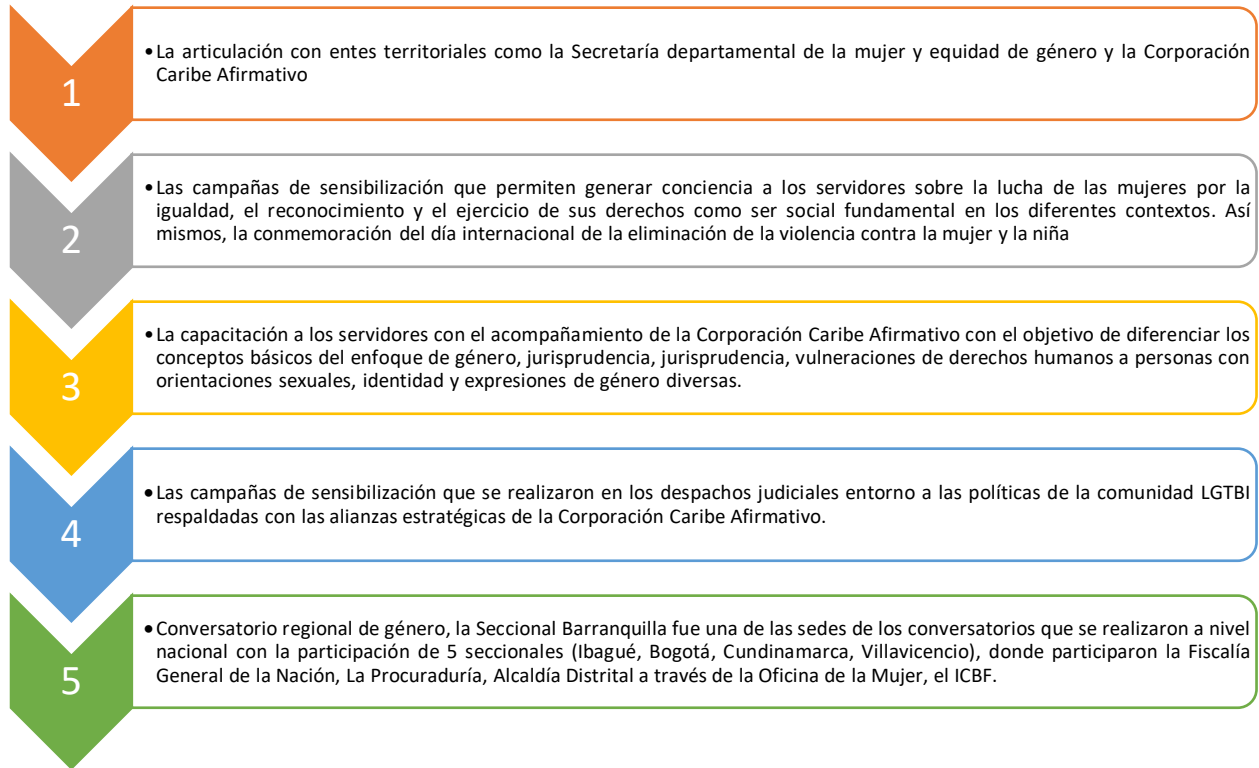 1
•La articulación con entes territoriales como la Secretaría departamental de la mujer y equidad de género y la Corporación
Caribe Afirmativo
2
•Las campañas de sensibilización que permiten generar conciencia a los servidores sobre la lucha de las mujeres por la
igualdad, el reconocimiento y el ejercicio de sus derechos como ser social fundamental en los diferentes contextos. Así
mismos, la conmemoración del día internacional de la eliminación de la violencia contra la mujer y la niña
3
•La capacitación a los servidores con el acompañamiento de la Corporación Caribe Afirmativo con el objetivo de diferenciar los
conceptos básicos del enfoque de género, jurisprudencia, jurisprudencia, vulneraciones de derechos humanos a personas con
orientaciones sexuales, identidad y expresiones de género diversas.
4
•Las campañas de sensibilización que se realizaron en los despachos judiciales entorno a las políticas de la comunidad LGTBI
respaldadas con las alianzas estratégicas de la Corporación Caribe Afirmativo.
5
•Conversatorio regional de género, la Seccional Barranquilla fue una de las sedes de los conversatorios que se realizaron a nivel
nacional con la participación de 5 seccionales (Ibagué, Bogotá, Cundinamarca, Villavicencio), donde participaron la Fiscalía
General de la Nación, La Procuraduría, Alcaldía Distrital a través de la Oficina de la Mujer, el ICBF.